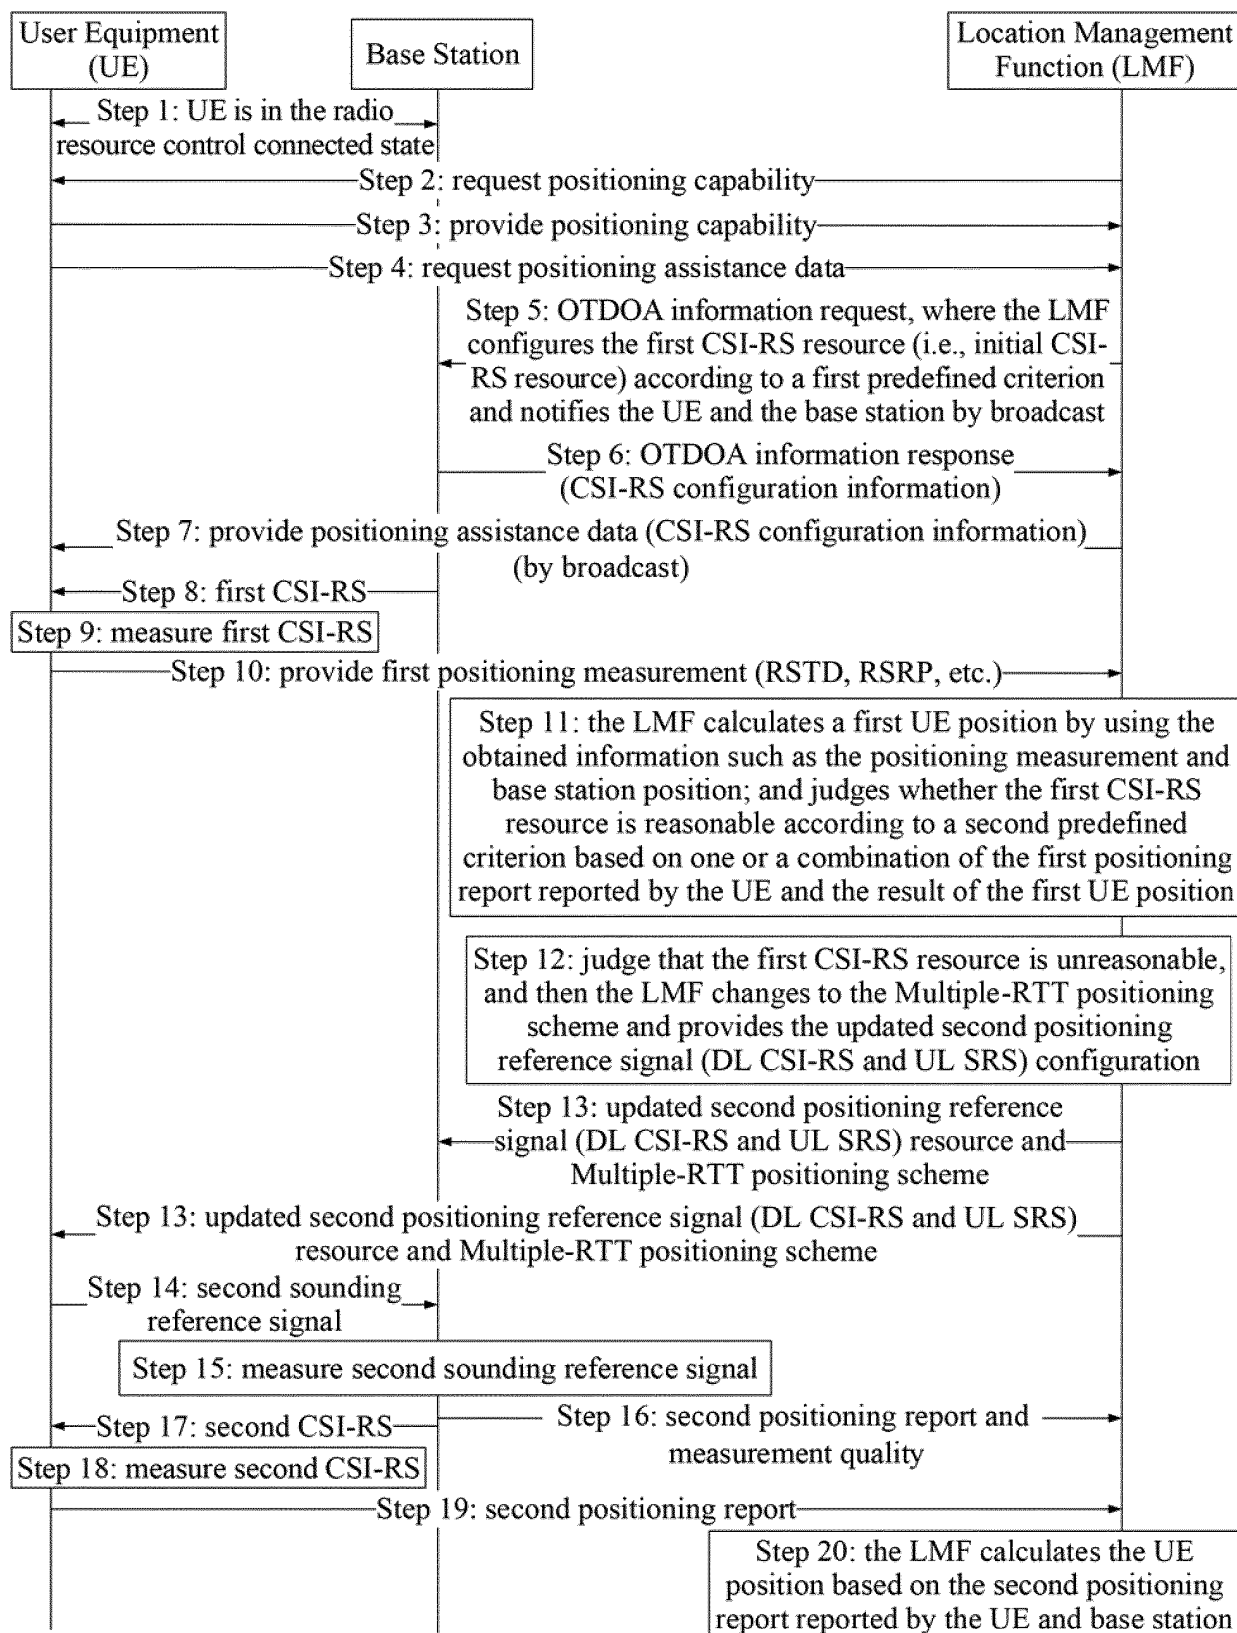 User Equipment
(UE)
Base Station
Location Management
Function (LMF)
Step 1: UE is in the radio
resource control connected state
Step 2: request positioning capability
Step 3: provide positioning capability
Step 4: request positioning assistance data
Step 5: OTDOA information request, where the LMF
configures the first CSI-RS resource (i.e., initial CSI-
RS resource) according to a first predefined criterion
and notifies the UE and the base station by broadcast
Step 6: OTDOA information response
(CSI-RS configuration information)
Step 7: provide positioning assistance data (CSI-RS configuration information)
(by broadcast)
Step 8: first CSI-RS
Step 9: measure first CSI-RS
Step 10: provide first positioning measurement (RSTD, RSRP, etc.)
Step 11: the LMF calculates a first UE position by using the
obtained information such as the positioning measurement and
base station position; and judges whether the first CSI-RS
resource is reasonable according to a second predefined
criterion based on one or a combination of the first positioning
report reported by the UE and the result of the first UE position
Step 12: judge that the first CSI-RS resource is unreasonable,
and then the LMF changes to the Multiple-RTT positioning
scheme and provides the updated second positioning
reference signal (DL CSI-RS and UL SRS) configuration
Step 13: updated second positioning reference
signal (DL CSI-RS and UL SRS) resource and
Multiple-RTT positioning scheme
Step 13: updated second positioning reference signal (DL CSI-RS and UL SRS)
resource and Multiple-RTT positioning scheme
Step 14: second sounding
reference signal
Step 15: measure second sounding reference signal
Step 16: second positioning report and
measurement quality
Step 17: second CSI-RS
Step 18: measure second CSI-RS
Step 19: second positioning report
Step 20: the LMF calculates the UE
position based on the second positioning
report reported by the UE and base station